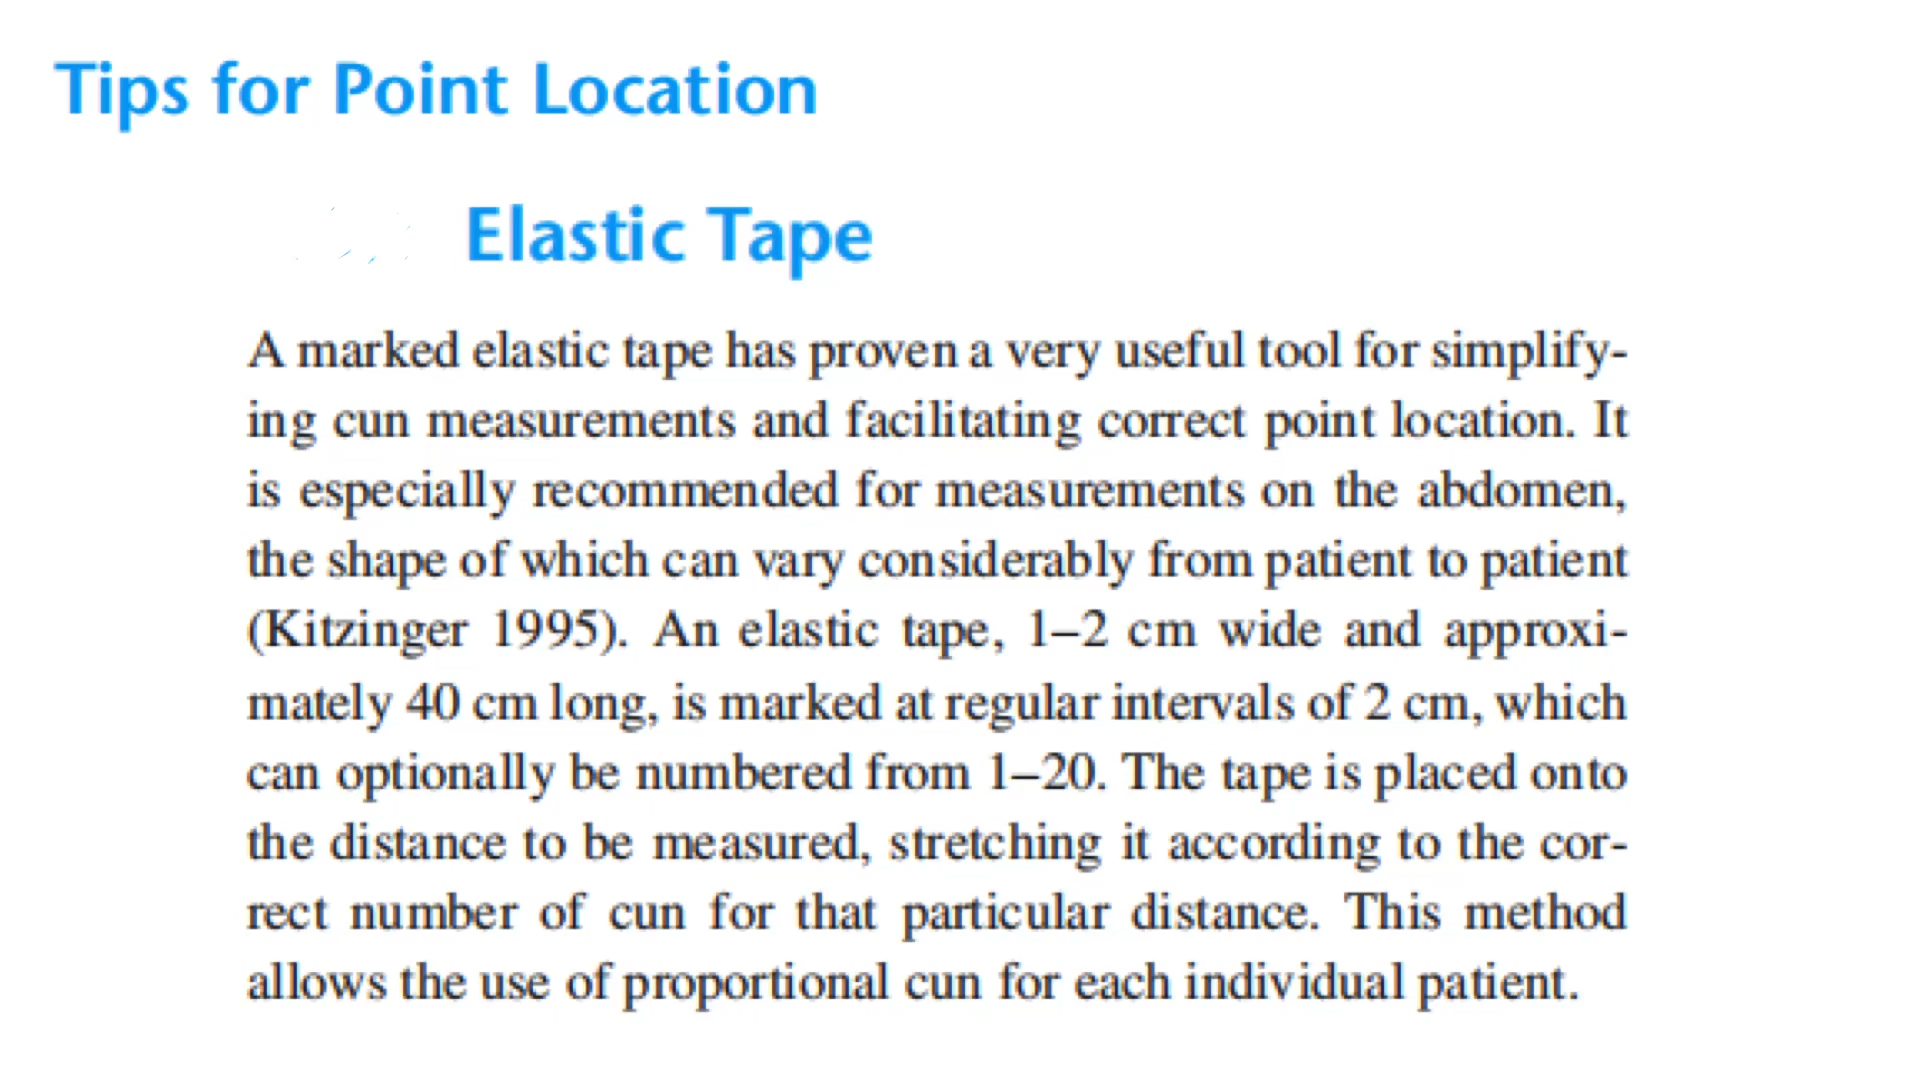 Tips for Point Location
Elastic Tape
A marked elastic tape has proven a very useful tool for simplify-
ing cun measurements and facilitating correct point location. It
is especially recommended for measurements on the abdomen,
the shape of which can vary considerably from patient to patient
(Kitzinger 1995). An elastic tape, 1–2 cm wide and approxi-
mately 40 cm long, is marked at regular intervals of 2 cm, which
can optionally be numbered from 1–20. The tape is placed onto
the distance to be measured, stretching it according to the cor-
rect number of cun for that particular distance. This method
allows the use of proportional cun for each individual patient.